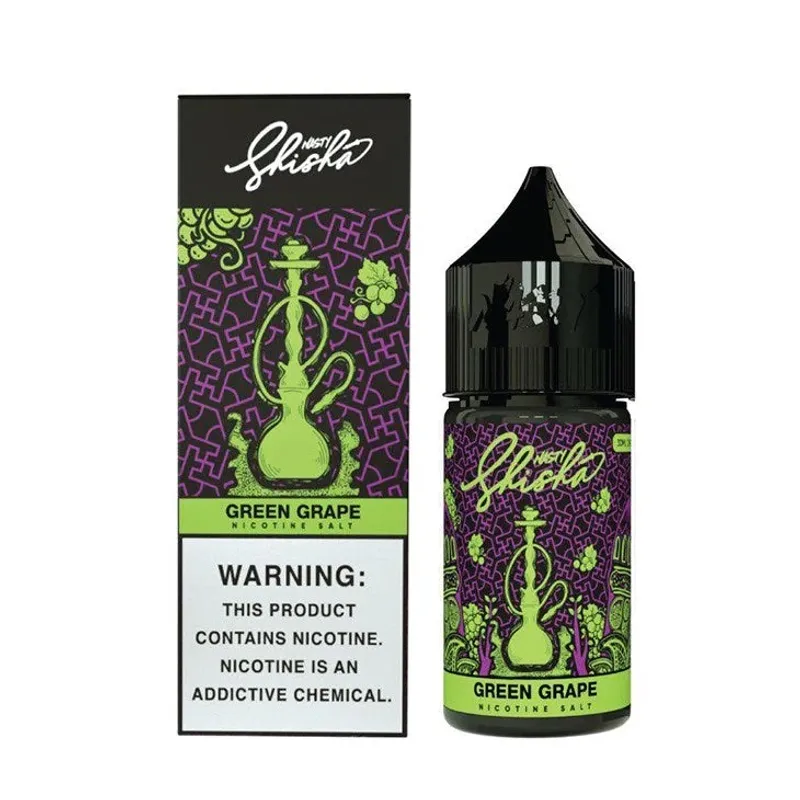 NASTY
Shisha
GREEN GRAPE
NICOTINE SALT
WARNING:
THIS PRODUCT
CONTAINS NICOTINE.
NICOTINE IS AN
ADDICTIVE CHEMICAL.
NASTY
Shisha
GREEN GRAPE
NICOTINE SALT